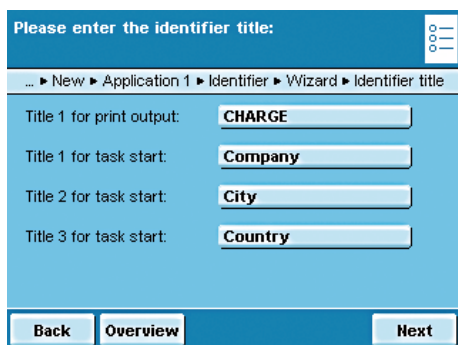 Please enter the identifier title:
... ▸ New ▸ Application 1 ▸ Identifier ▸ Wizard ▸ Identifier title
Title 1 for print output: CHARGE
Title 1 for task start: Company
Title 2 for task start: City
Title 3 for task start: Country
Back Overview Next